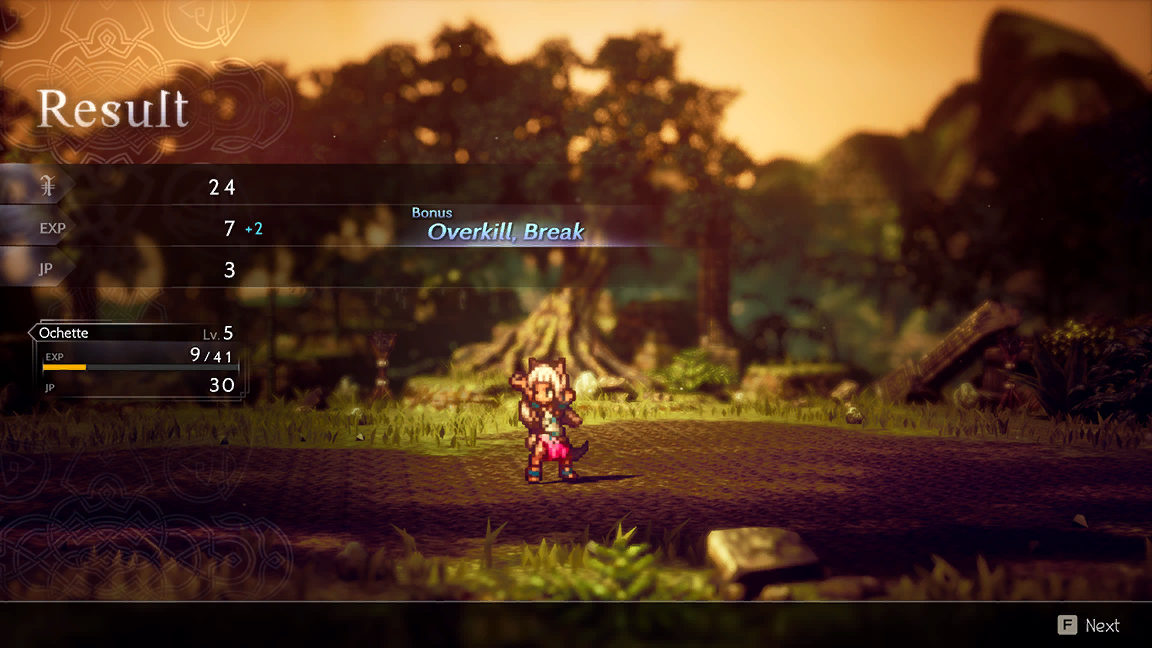 Result
24
EXP 7 +2
Bonus
Overkill, Break
JP 3
Ochette Lv. 5
EXP 9/41
JP 30
F Next